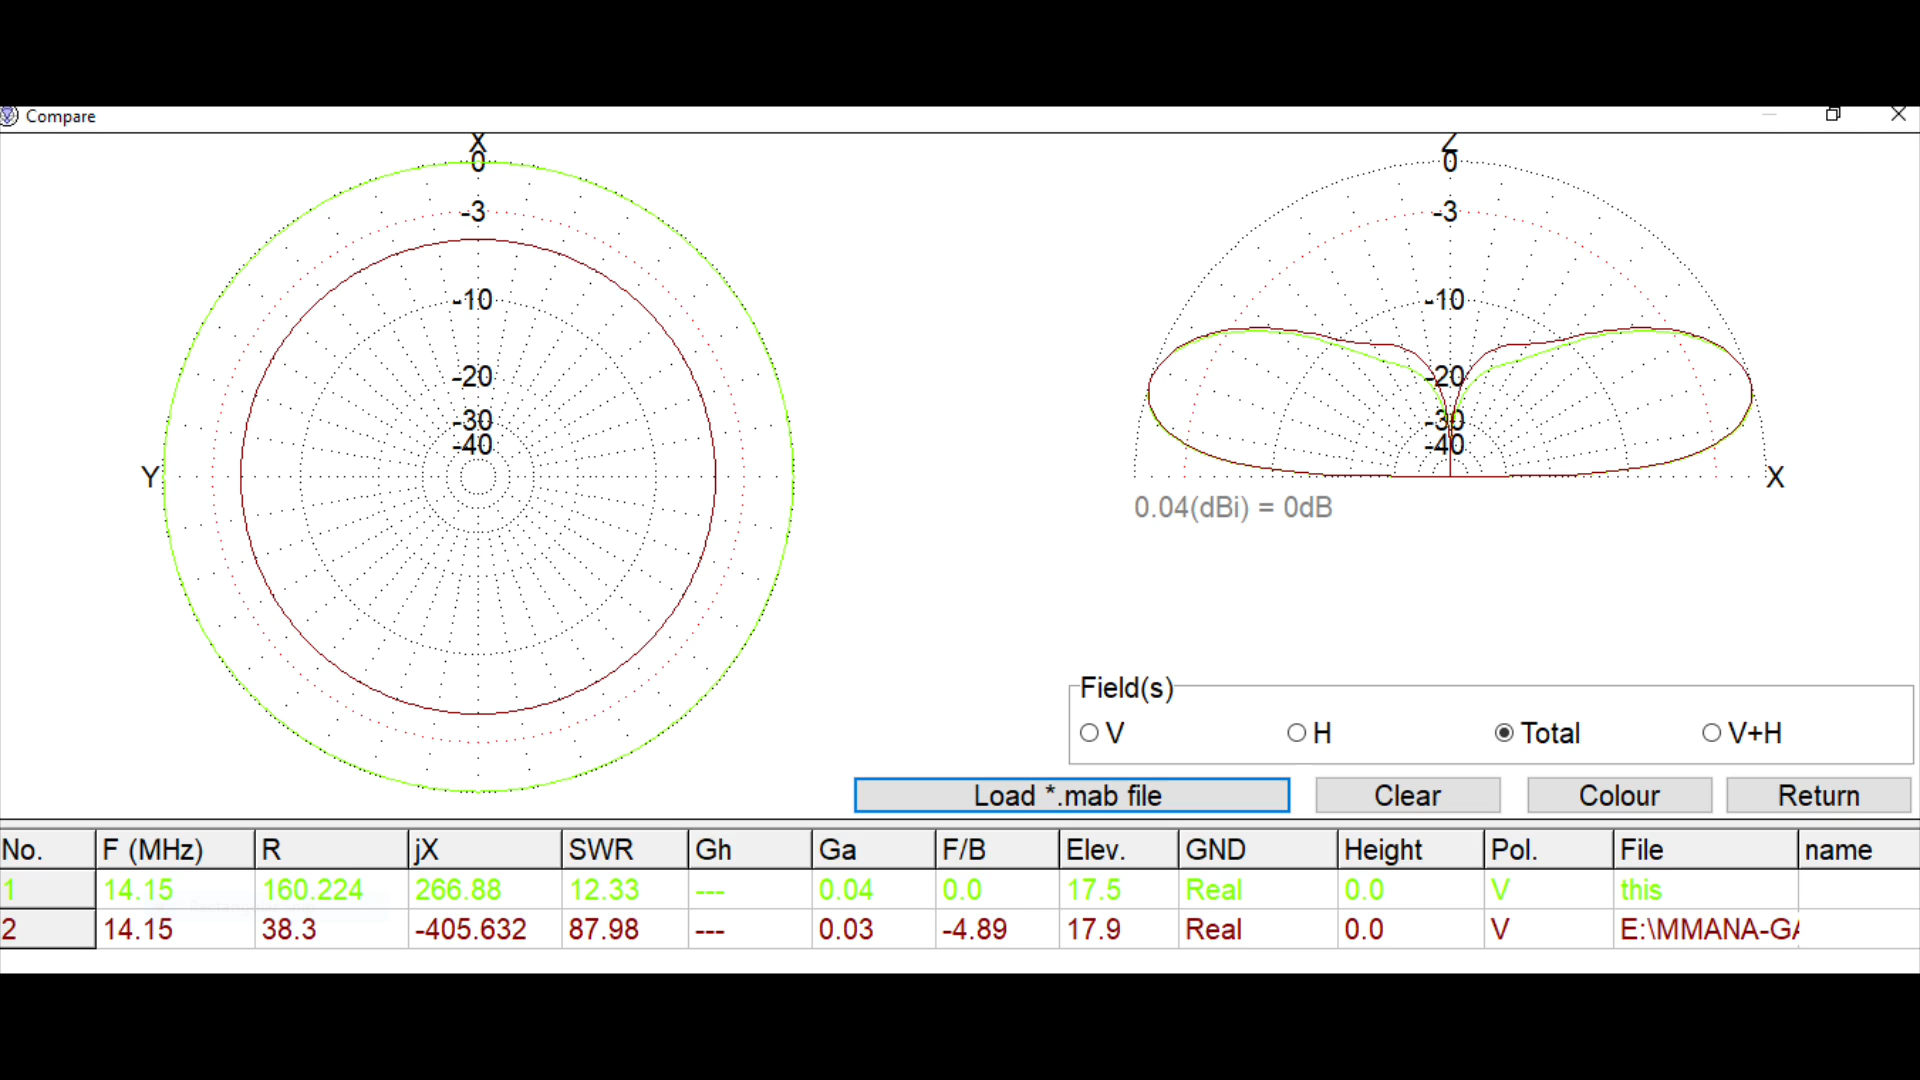 Compare
X
0
-3
-10
-20
-30
-40
Y
Z
0
-3
-10
-20
-30
-40
X
0.04(dBi) = 0dB
Field(s)
V H Total V+H
Load *.mab file Clear Colour Return
No. F (MHz) R jX SWR Gh Ga F/B Elev. GND Height Pol. File name
1 14.15 160.224 266.88 12.33 --- 0.04 0.0 17.5 Real 0.0 V this
2 14.15 38.3 -405.632 87.98 --- 0.03 -4.89 17.9 Real 0.0 V E:\MMANA-GA